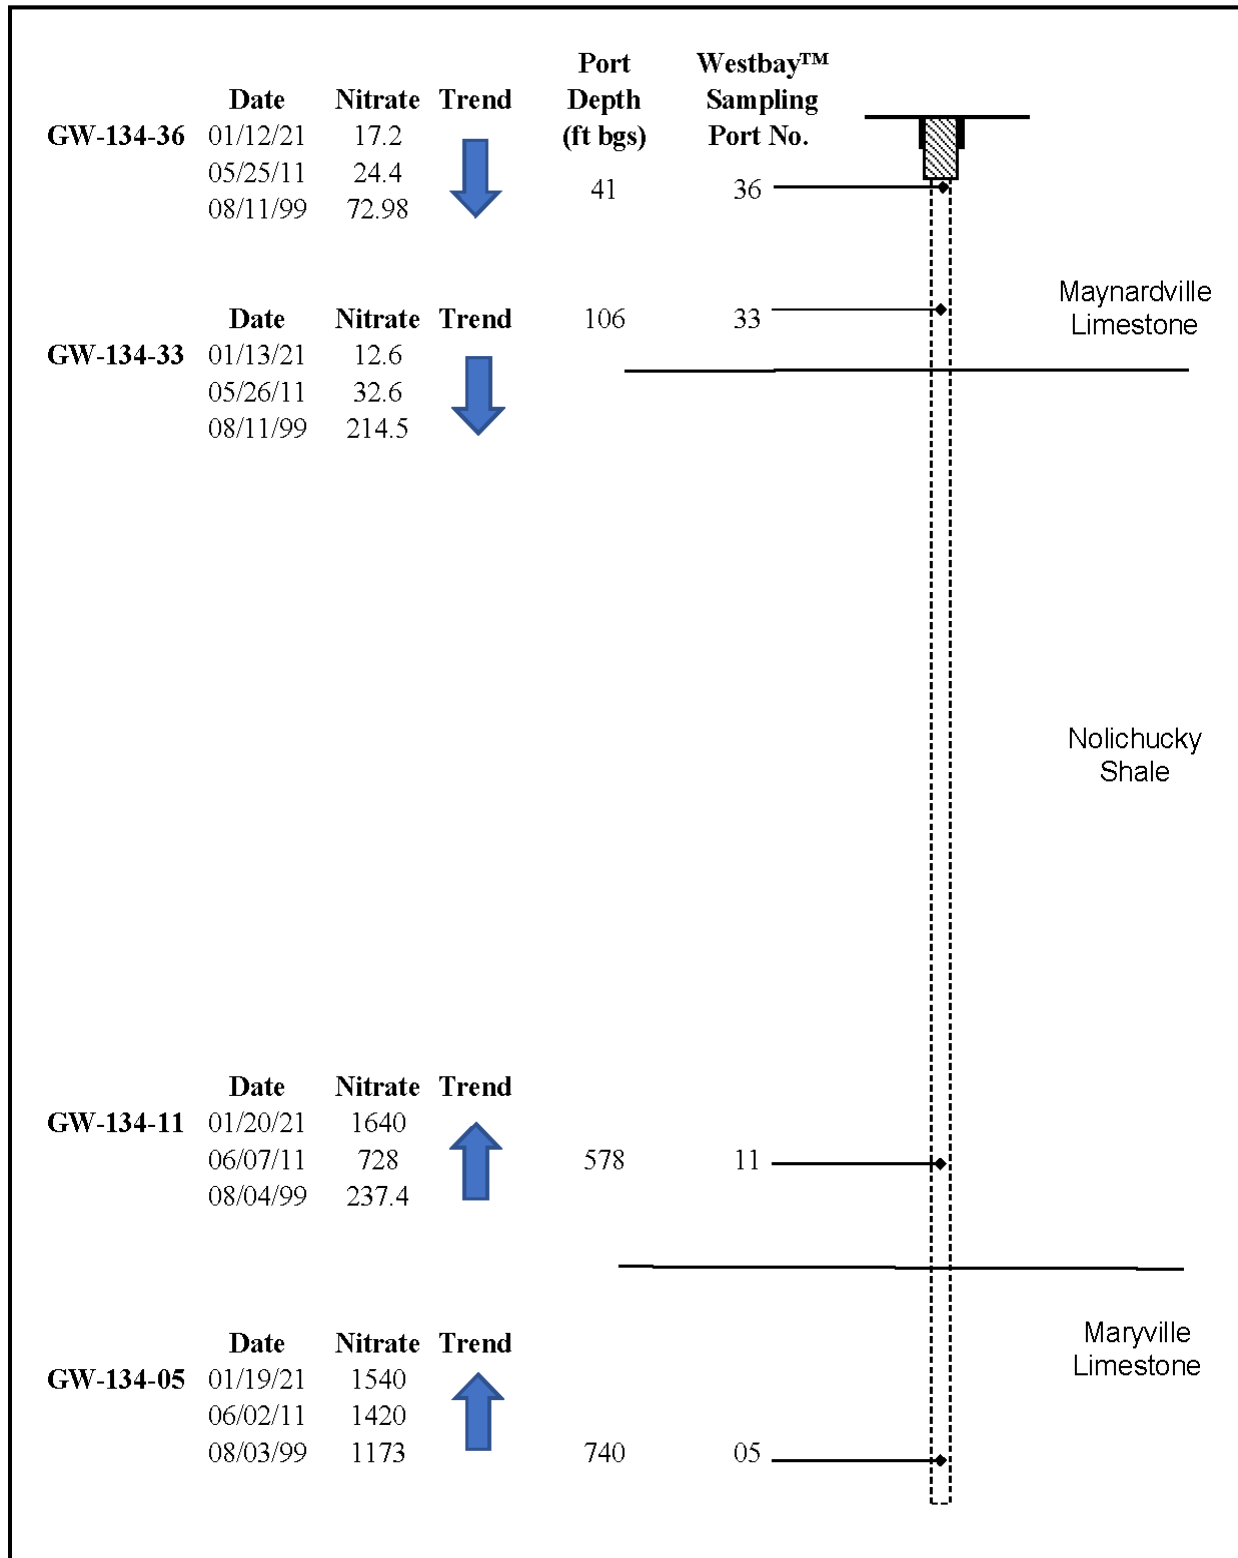 Port Westbay™
Date Nitrate Trend Depth Sampling
GW-134-36 01/12/21 17.2 (ft bgs) Port No.
05/25/11 24.4 41 36
08/11/99 72.98
Maynardville
Limestone
Date Nitrate Trend 106 33
GW-134-33 01/13/21 12.6
05/26/11 32.6
08/11/99 214.5
Nolichucky
Shale
Date Nitrate Trend
GW-134-11 01/20/21 1640
06/07/11 728 578 11
08/04/99 237.4
Date Nitrate Trend
Maryville
Limestone
GW-134-05 01/19/21 1540
06/02/11 1420
08/03/99 1173 740 05